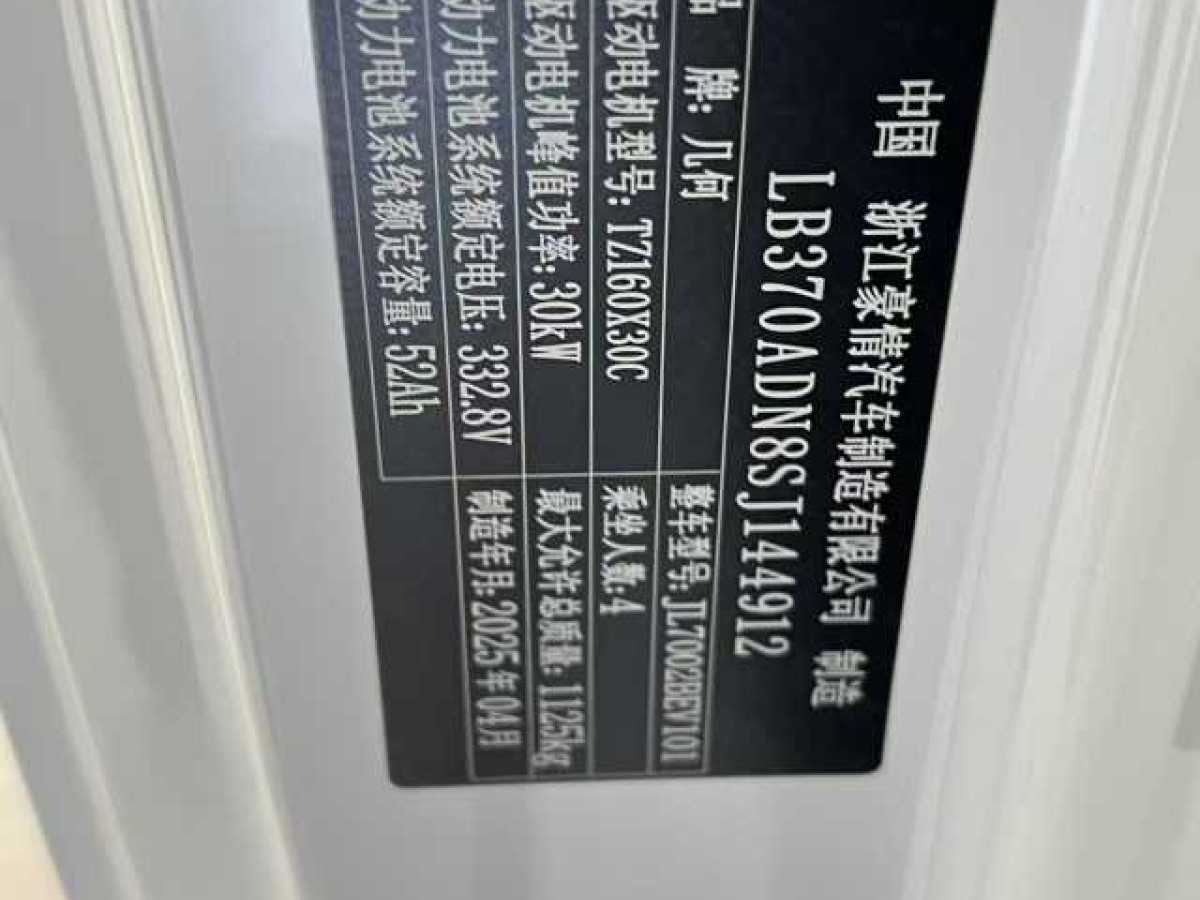 中国 浙江豪情汽车制造有限公司 制造
LB370ADN8SJ144912
品 牌: 几何
整车型号: JL7002BEV101
驱动电机型号: TZ160X30C
乘坐人数: 4
驱动电机峰值功率: 30kW
最大允许总质量: 1125kg
动力电池系统额定电压: 332.8V
制造年月: 2025年04月
动力电池系统额定容量: 52Ah